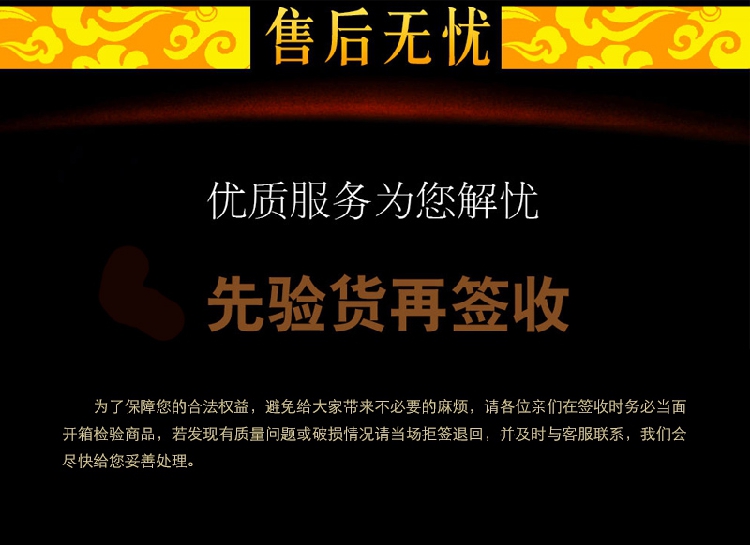 售后无忧
优质服务为您解忧
先验货再签收
为了保障您的合法权益，避免给大家带来不必要的麻烦，请各位亲们在签收时务必当面
开箱检验商品，若发现有质量问题或破损情况请当场拒签退回，并及时与客服联系，我们会
尽快给您妥善处理。